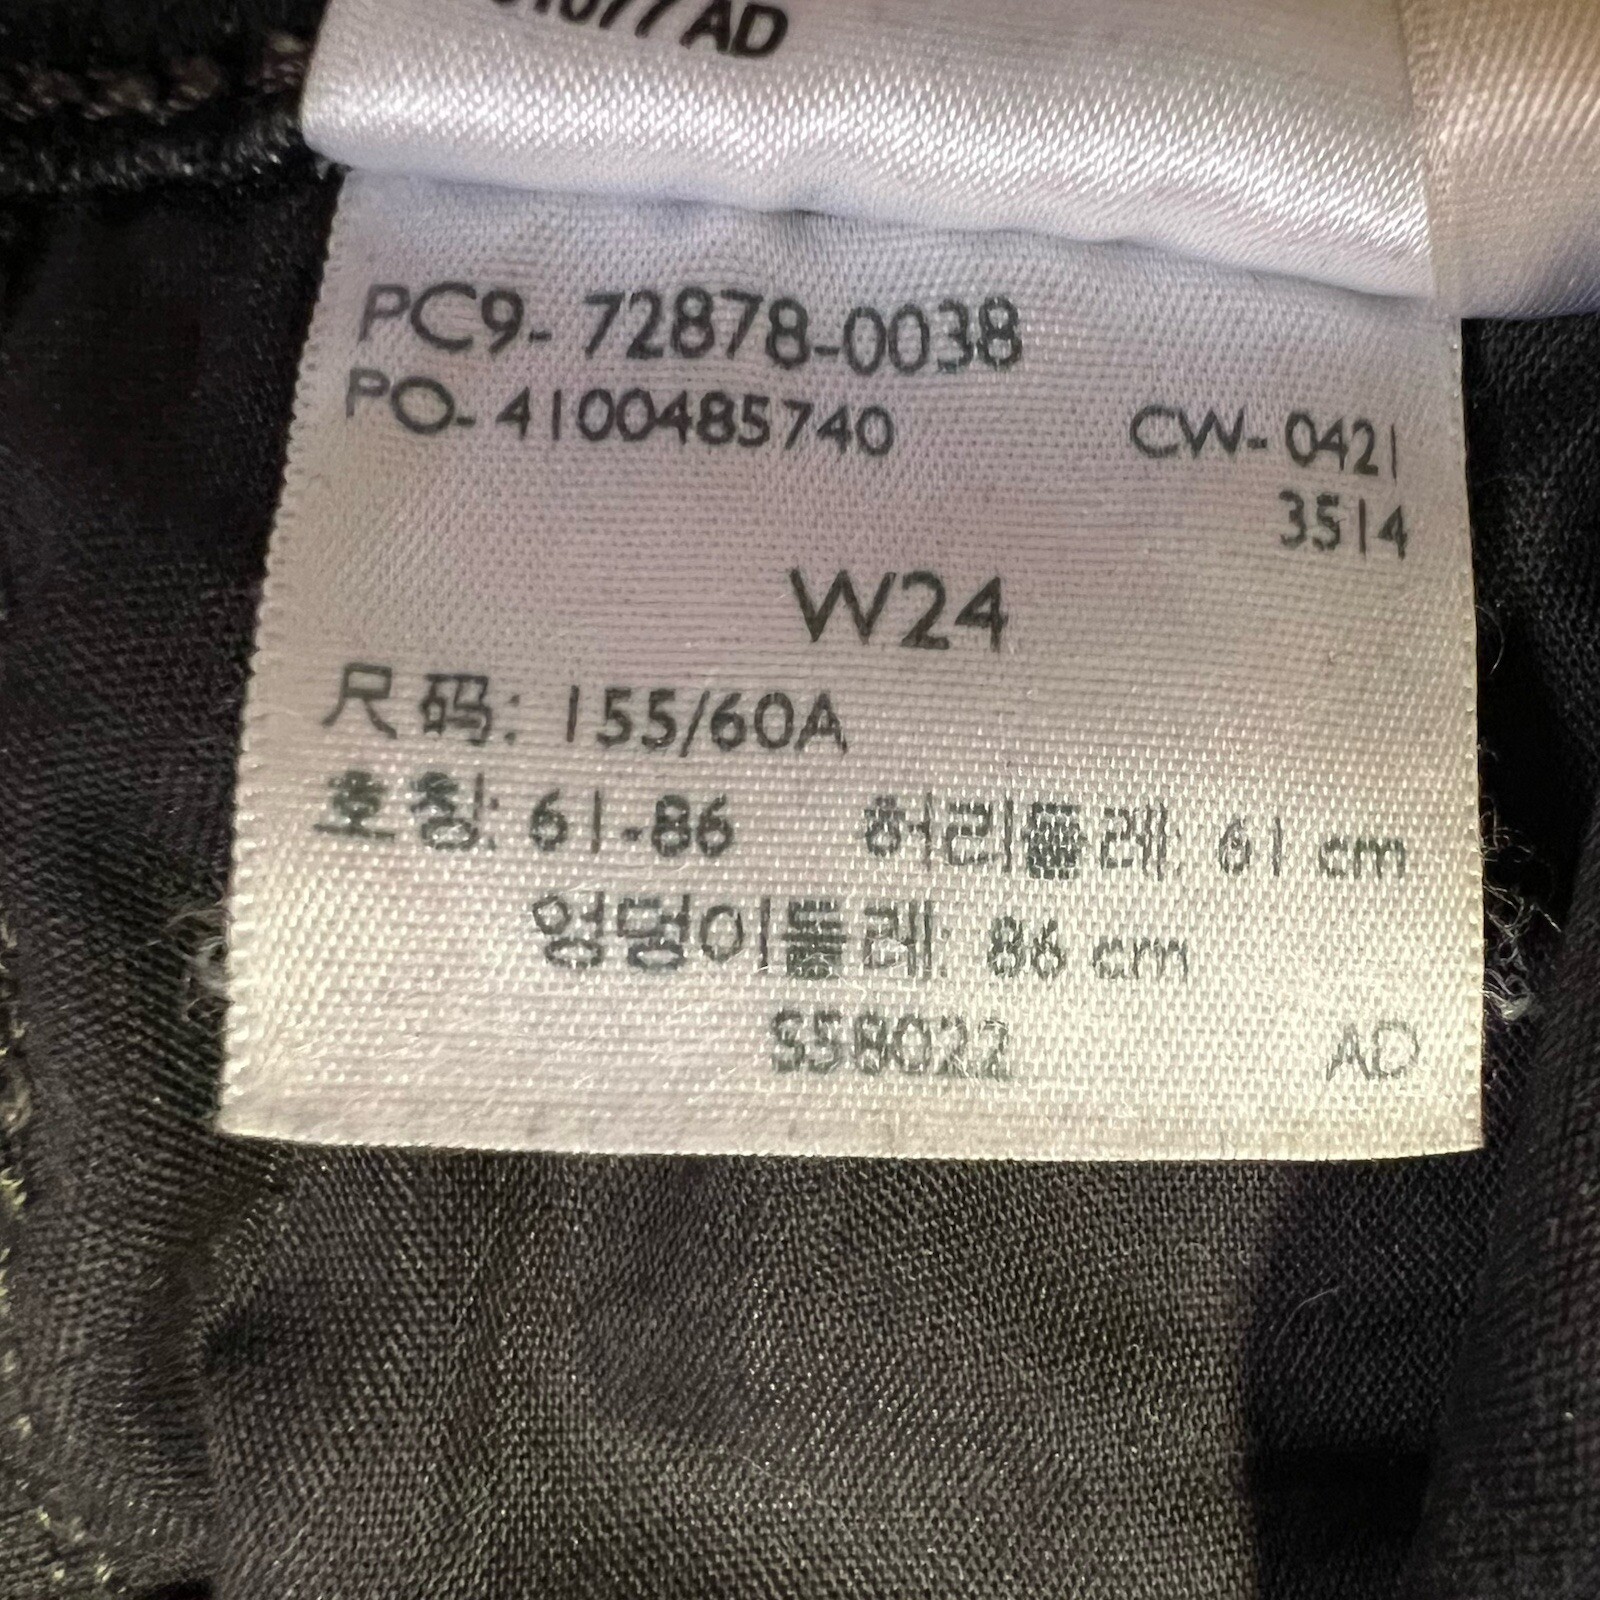 AD
PC9- 72878-0038
PO- 4100485740 CW- 0421
3514
W24
尺码: 155/60A
호칭: 61-86 허리둘레: 61 cm
엉덩이둘레: 86 cm
S58022 AD